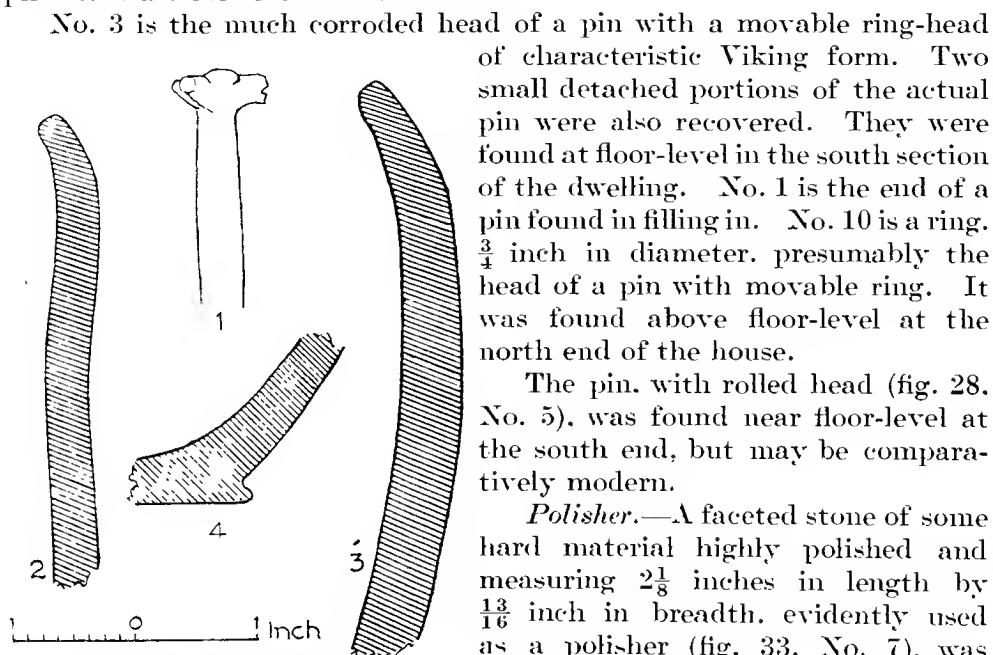 No. 3 is the much corroded head of a pin with a movable ring-head
of characteristic Viking form. Two
small detached portions of the actual
pin were also recovered. They were
found at floor-level in the south section
of the dwelling. No. 1 is the end of a
pin found in filling in. No. 10 is a ring.
3/4 inch in diameter. presumably the
head of a pin with movable ring. It
was found above floor-level at the
north end of the house.
The pin. with rolled head (fig. 28.
No. 5). was found near floor-level at
the south end, but may be compara-
tively modern.
Polisher.—A faceted stone of some
hard material highly polished and
measuring 2 1/8 inches in length by
13/16 inch in breadth. evidently used
as a polisher (fig. 33. No. 7). was
1
4
2
3
1 0 1 Inch